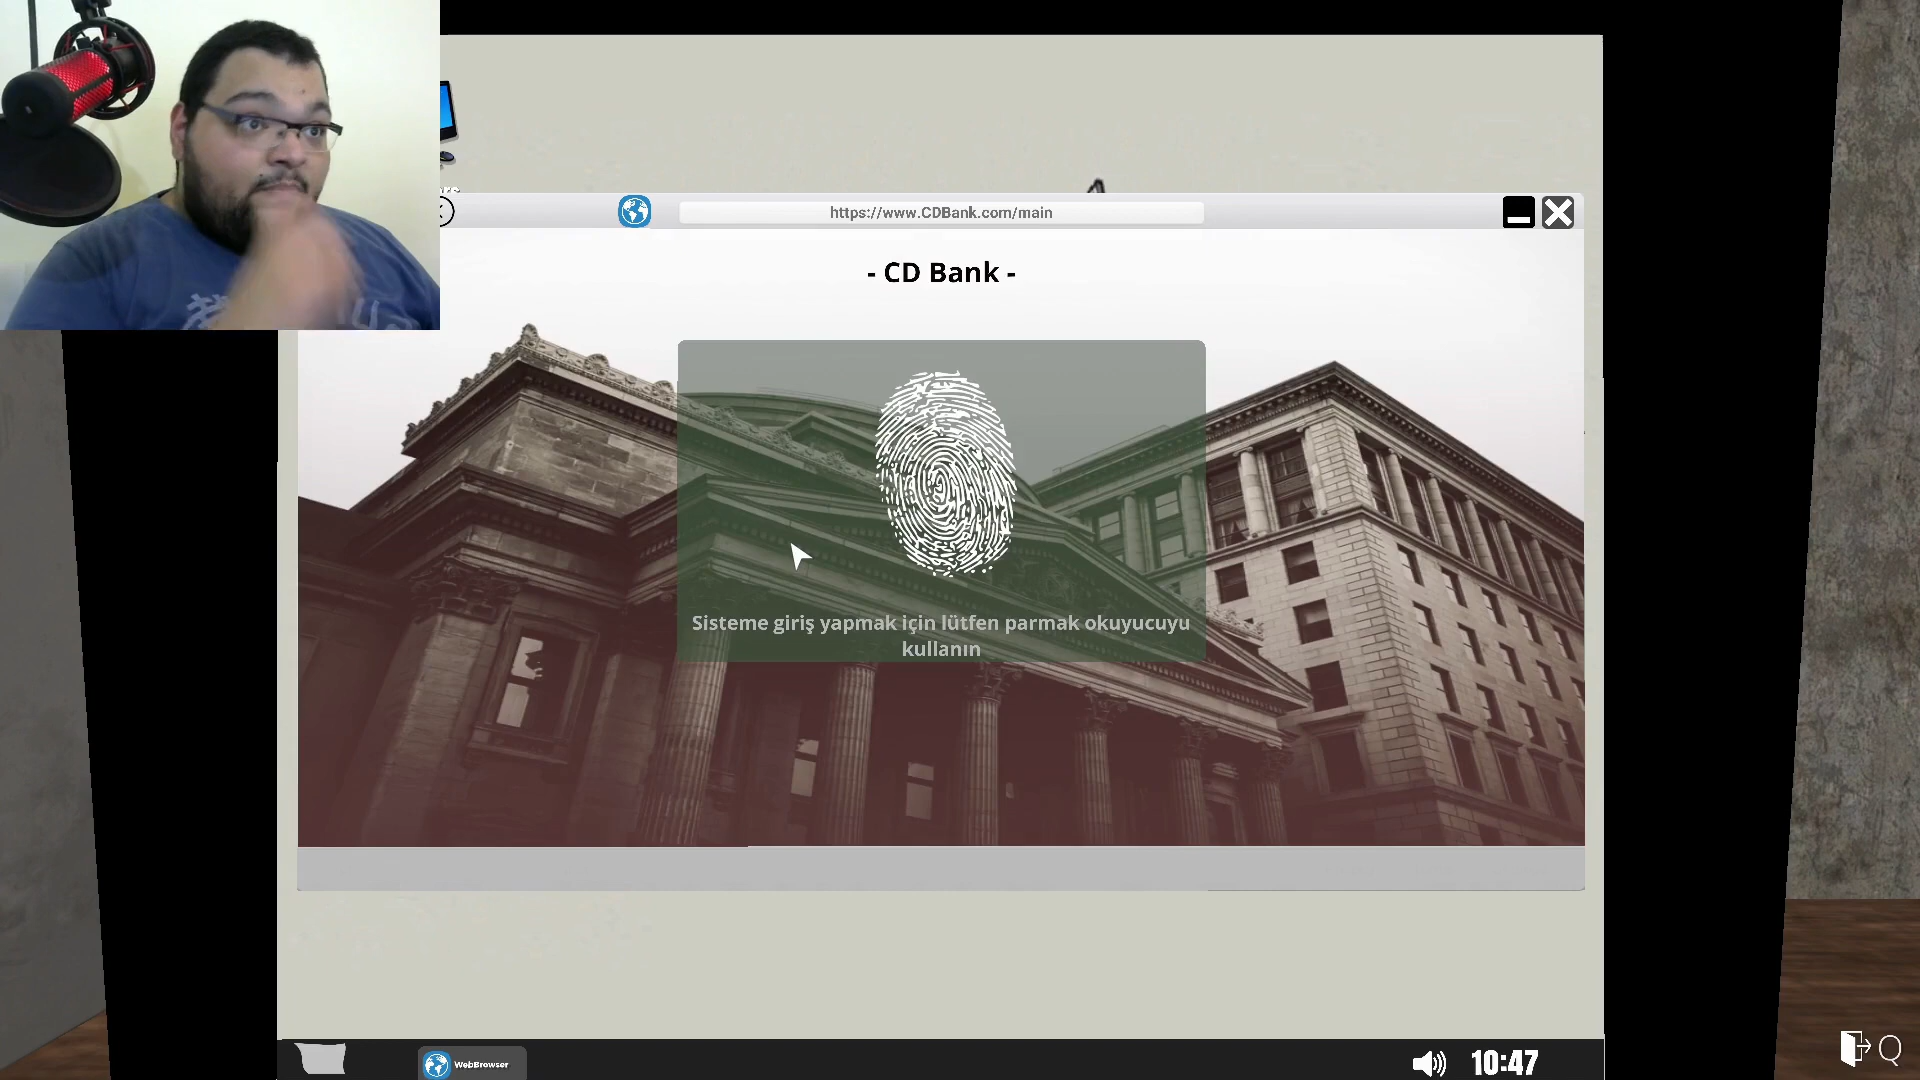 https://www.CDBank.com/main
- CD Bank -
Sisteme giriş yapmak için lütfen parmak okuyucuyu
kullanın
WebBrowser
10:47
Q